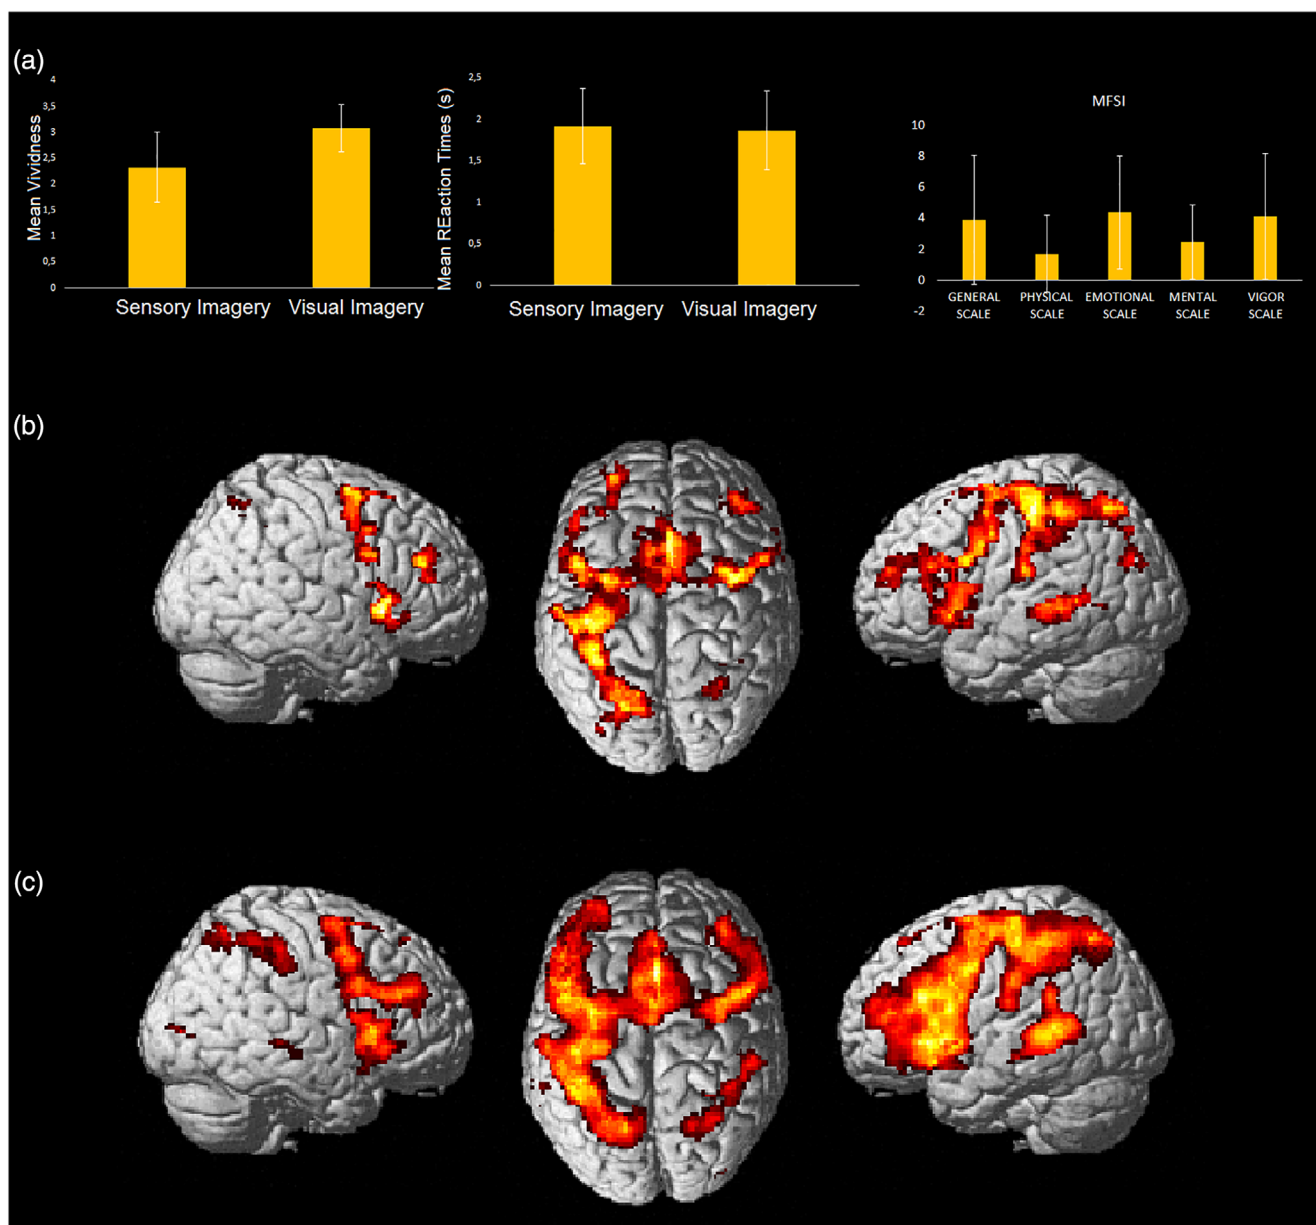 (a)
Mean Vividness
4
3,5
3
2,5
2
1,5
1
0,5
0
Sensory Imagery
Visual Imagery
Mean REaction Times (s)
2,5
2
1,5
1
0,5
0
Sensory Imagery
Visual Imagery
MFSI
10
8
6
4
2
0
-2
GENERAL
SCALE
PHYSICAL
SCALE
EMOTIONAL
SCALE
MENTAL
SCALE
VIGOR
SCALE
(b)
(c)